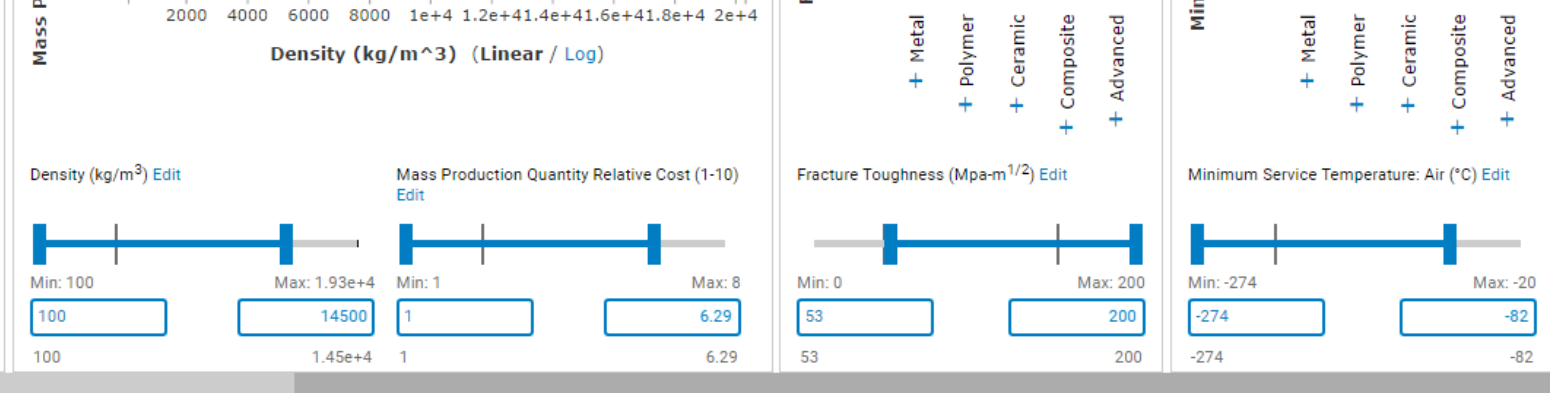 Mass P
2000 4000 6000 8000 1e+4 1.2e+41.4e+41.6e+41.8e+4 2e+4
Density (kg/m^3) (Linear / Log)
+ Metal
+ Polymer
+ Ceramic
+ Composite
+ Advanced
Min
+ Metal
+ Polymer
+ Ceramic
+ Composite
+ Advanced
Density (kg/m3) Edit
Min: 100 Max: 1.93e+4
100 14500
100 1.45e+4
Mass Production Quantity Relative Cost (1-10)
Edit
Min: 1 Max: 8
1 6.29
1 6.29
Fracture Toughness (Mpa-m1/2) Edit
Min: 0 Max: 200
53 200
53 200
Minimum Service Temperature: Air (°C) Edit
Min: -274 Max: -20
-274 -82
-274 -82